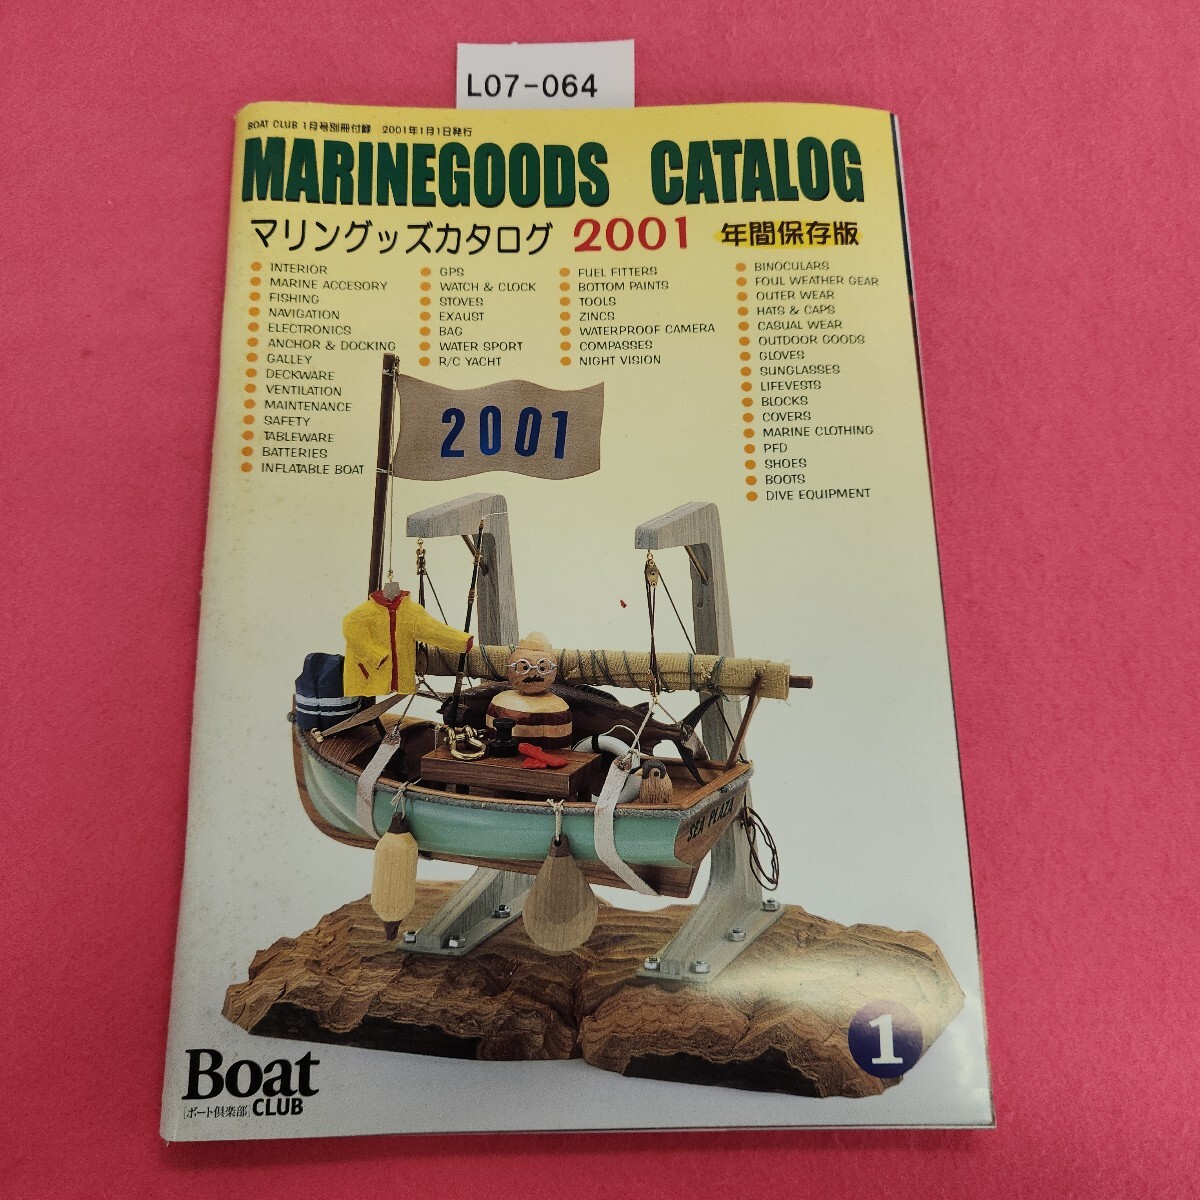 L07-064
BOAT CLUB 1月号別冊付録 2001年1月1日発行
MARINEGOODS CATALOG
マリングッズカタログ 2001 年間保存版
INTERIOR
MARINE ACCESORY
FISHING
NAVIGATION
ELECTRONICS
ANCHOR & DOCKING
GALLEY
DECKWARE
VENTILATION
MAINTENANCE
SAFETY
TABLEWARE
BATTERIES
INFLATABLE BOAT
GPS
WATCH & CLOCK
STOVES
EXAUST
BAG
WATER SPORT
R/C YACHT
FUEL FITTERS
BOTTOM PAINTS
TOOLS
ZINCS
WATERPROOF CAMERA
COMPASSES
NIGHT VISION
BINOCULARS
FOUL WEATHER GEAR
OUTER WEAR
HATS & CAPS
CASUAL WEAR
OUTDOOR GOODS
GLOVES
SUNGLASSES
LIFEVESTS
BLOCKS
COVERS
MARINE CLOTHING
PFD
SHOES
BOOTS
DIVE EQUIPMENT
2001
SEA PLAZA
1
Boat
[ボート倶楽部] CLUB